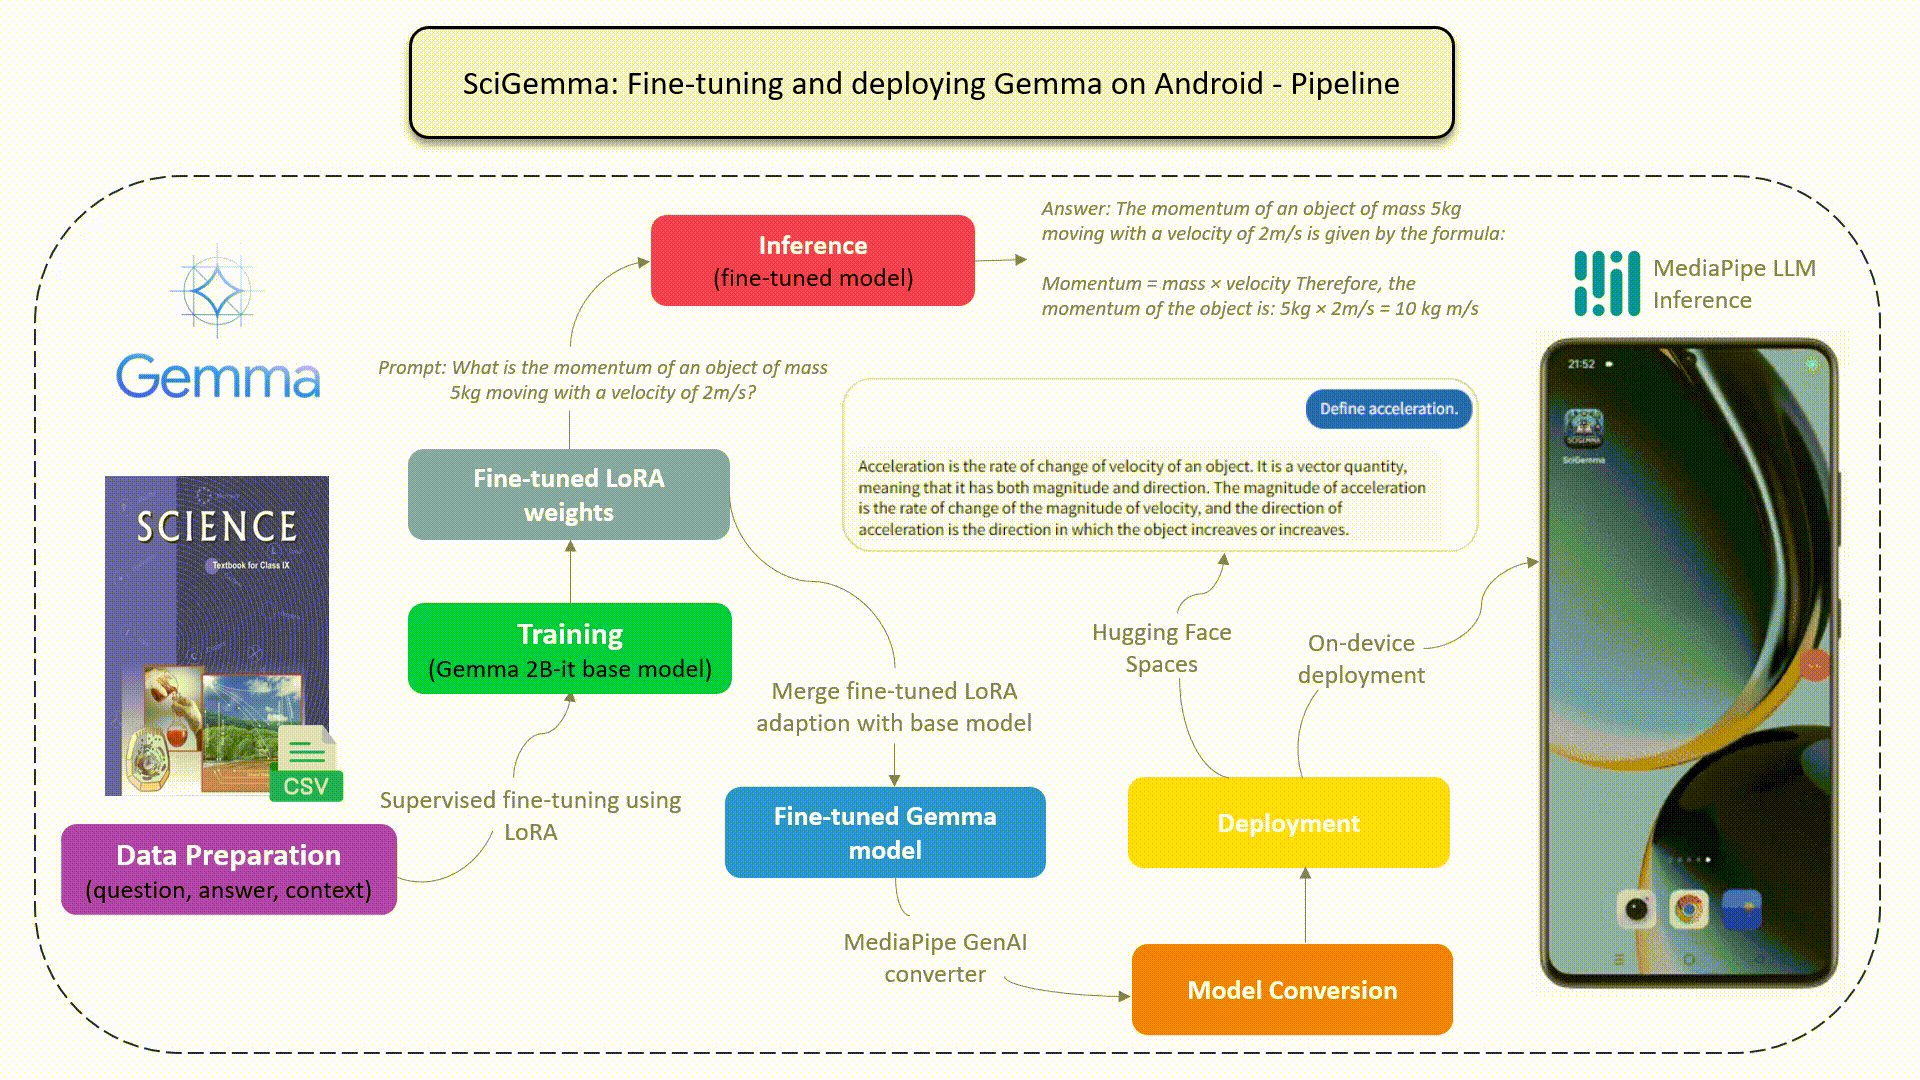 SciGemma: Fine-tuning and deploying Gemma on Android - Pipeline
Gemma
SCIENCE
Textbook for Class IX
CSV
Data Preparation
(question, answer, context)
Supervised fine-tuning using
LoRA
Training
(Gemma 2B-it base model)
Fine-tuned LoRA
weights
Prompt: What is the momentum of an object of mass
5kg moving with a velocity of 2m/s?
Inference
(fine-tuned model)
Answer: The momentum of an object of mass 5kg
moving with a velocity of 2m/s is given by the formula:
Momentum = mass × velocity Therefore, the
momentum of the object is: 5kg × 2m/s = 10 kg m/s
Merge fine-tuned LoRA
adaption with base model
Fine-tuned Gemma
model
MediaPipe GenAI
converter
Model Conversion
Deployment
Hugging Face
Spaces
Define acceleration.
Acceleration is the rate of change of velocity of an object. It is a vector quantity,
meaning that it has both magnitude and direction. The magnitude of acceleration
is the rate of change of the magnitude of velocity, and the direction of
acceleration is the direction in which the object increaves or increaves.
On-device
deployment
MediaPipe LLM
Inference
21:52
SCIGEMMA
SciGemma